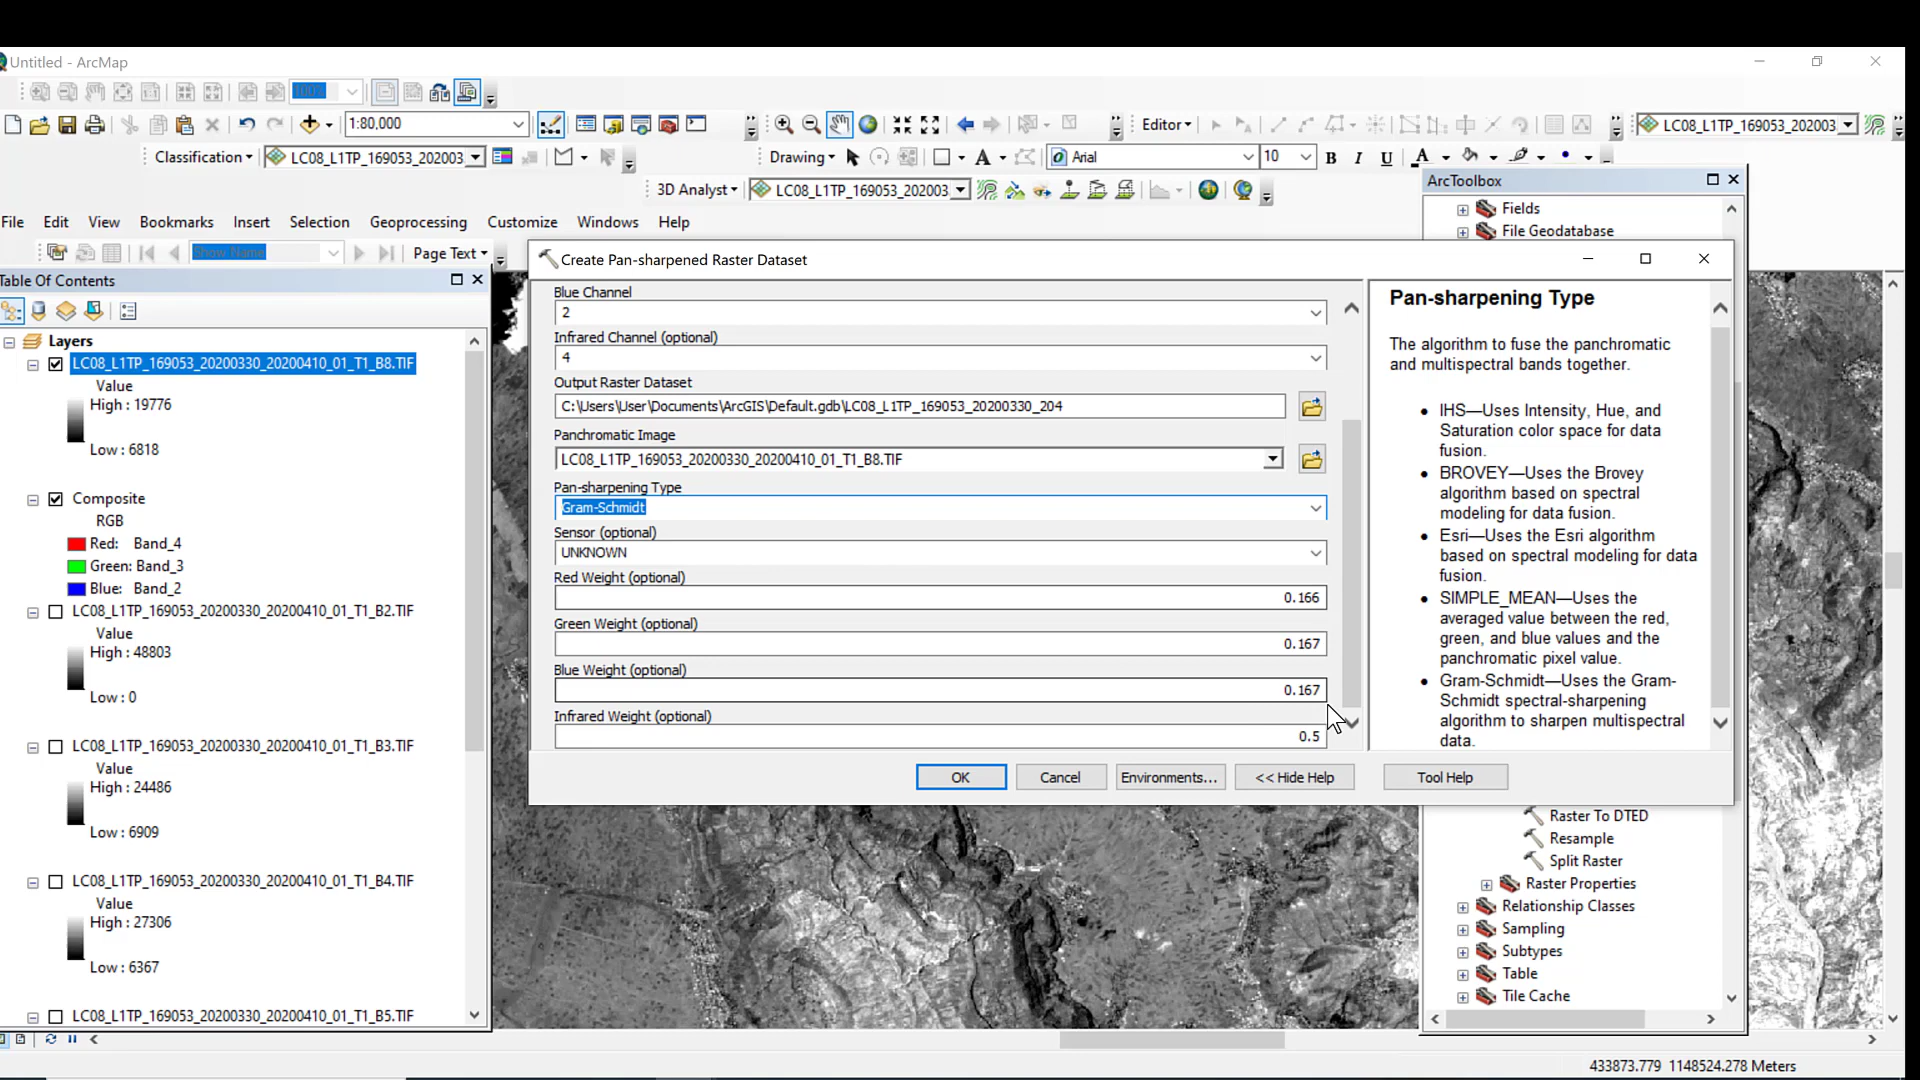 Untitled - ArcMap
100%
1:80,000
Editor
LC08_L1TP_169053_202003
Classification
LC08_L1TP_169053_202003
Drawing
Arial
10
B I U A
3D Analyst
LC08_L1TP_169053_202003
ArcToolbox
File Edit View Bookmarks Insert Selection Geoprocessing Customize Windows Help
Show Name
Page Text
Table Of Contents
Layers
LC08_L1TP_169053_20200330_20200410_01_T1_B8.TIF
Value
High : 19776
Low : 6818
Composite
RGB
Red: Band_4
Green: Band_3
Blue: Band_2
LC08_L1TP_169053_20200330_20200410_01_T1_B2.TIF
Value
High : 48803
Low : 0
LC08_L1TP_169053_20200330_20200410_01_T1_B3.TIF
Value
High : 24486
Low : 6909
LC08_L1TP_169053_20200330_20200410_01_T1_B4.TIF
Value
High : 27306
Low : 6367
LC08_L1TP_169053_20200330_20200410_01_T1_B5.TIF
Create Pan-sharpened Raster Dataset
Blue Channel
2
Infrared Channel (optional)
4
Output Raster Dataset
C:\Users\User\Documents\ArcGIS\Default.gdb\LC08_L1TP_169053_20200330_204
Panchromatic Image
LC08_L1TP_169053_20200330_20200410_01_T1_B8.TIF
Pan-sharpening Type
Gram-Schmidt
Sensor (optional)
UNKNOWN
Red Weight (optional)
0.166
Green Weight (optional)
0.167
Blue Weight (optional)
0.167
Infrared Weight (optional)
0.5
OK
Cancel
Environments...
<< Hide Help
Tool Help
Pan-sharpening Type
The algorithm to fuse the panchromatic
and multispectral bands together.
• IHS—Uses Intensity, Hue, and
Saturation color space for data
fusion.
• BROVEY—Uses the Brovey
algorithm based on spectral
modeling for data fusion.
• Esri—Uses the Esri algorithm
based on spectral modeling for data
fusion.
• SIMPLE_MEAN—Uses the
averaged value between the red,
green, and blue values and the
panchromatic pixel value.
• Gram-Schmidt—Uses the Gram-
Schmidt spectral-sharpening
algorithm to sharpen multispectral
data.
Fields
File Geodatabase
Raster To DTED
Resample
Split Raster
Raster Properties
Relationship Classes
Sampling
Subtypes
Table
Tile Cache
433873.779 1148524.278 Meters